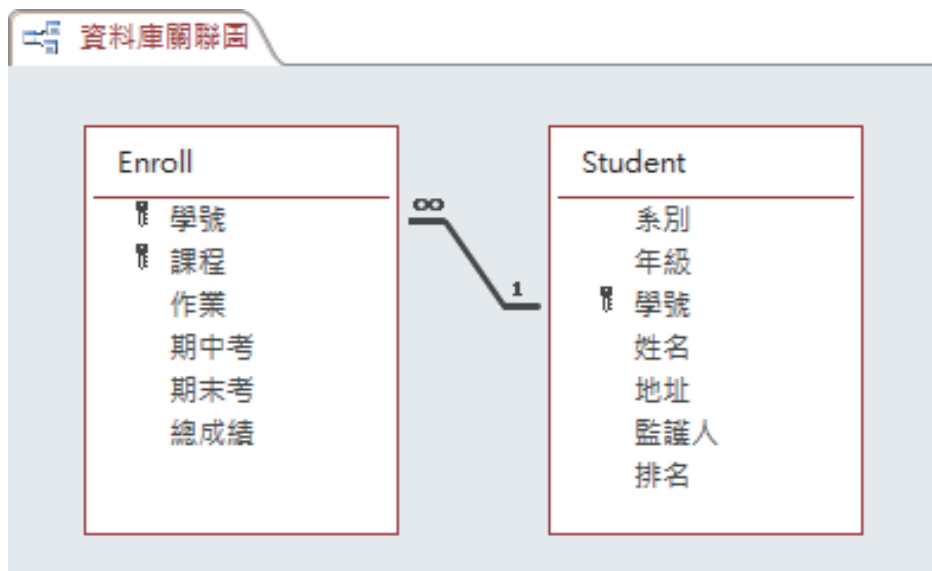 資料庫關聯圖
Enroll
學號
課程
作業
期中考
期末考
總成績
∞
1
Student
系別
年級
學號
姓名
地址
監護人
排名